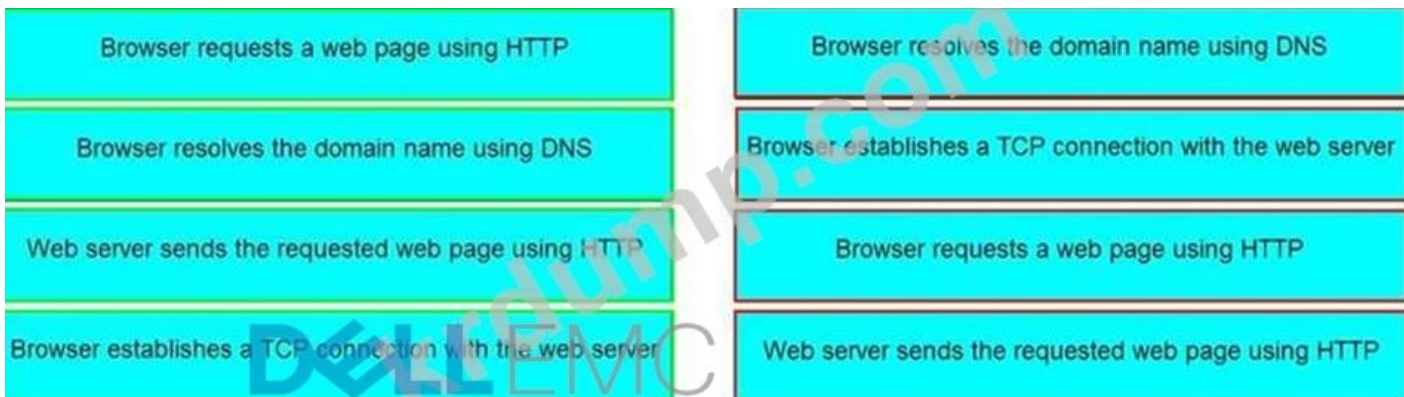 Browser requests a web page using HTTP
Browser resolves the domain name using DNS
Web server sends the requested web page using HTTP
Browser establishes a TCP connection with the web server
Browser resolves the domain name using DNS
Browser establishes a TCP connection with the web server
Browser requests a web page using HTTP
Web server sends the requested web page using HTTP
DELL EMC